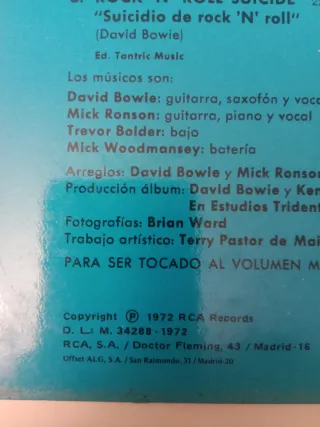 ROCK 'N' ROLL SUICIDE
"Suicidio de rock 'N' roll"
(David Bowie)
Ed. Tantric Music
Los músicos son:
David Bowie: guitarra, saxofón y voca
Mick Ronson: guitarra, piano y vocal
Trevor Bolder: bajo
Mick Woodmansey: batería
Arreglos: David Bowie y Mick Ronson
Producción álbum: David Bowie y Ken
En Estudios Trident
Fotografías: Brian Ward
Trabajo artístico: Terry Pastor de Mai
PARA SER TOCADO AL VOLUMEN M
Copyright Ⓟ 1972 RCA Records
D. L.: M. 34288-1972
RCA, S.A. / Doctor Fleming, 43 / Madrid-16
Offset ALG, S.A. / San Raimundo, 31 / Madrid-20